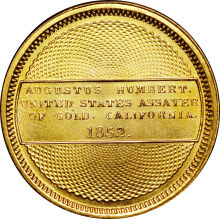 AUGUSTUS HUMBERT.
UNITED STATES ASSAYER
OF GOLD. CALIFORNIA.
1852.